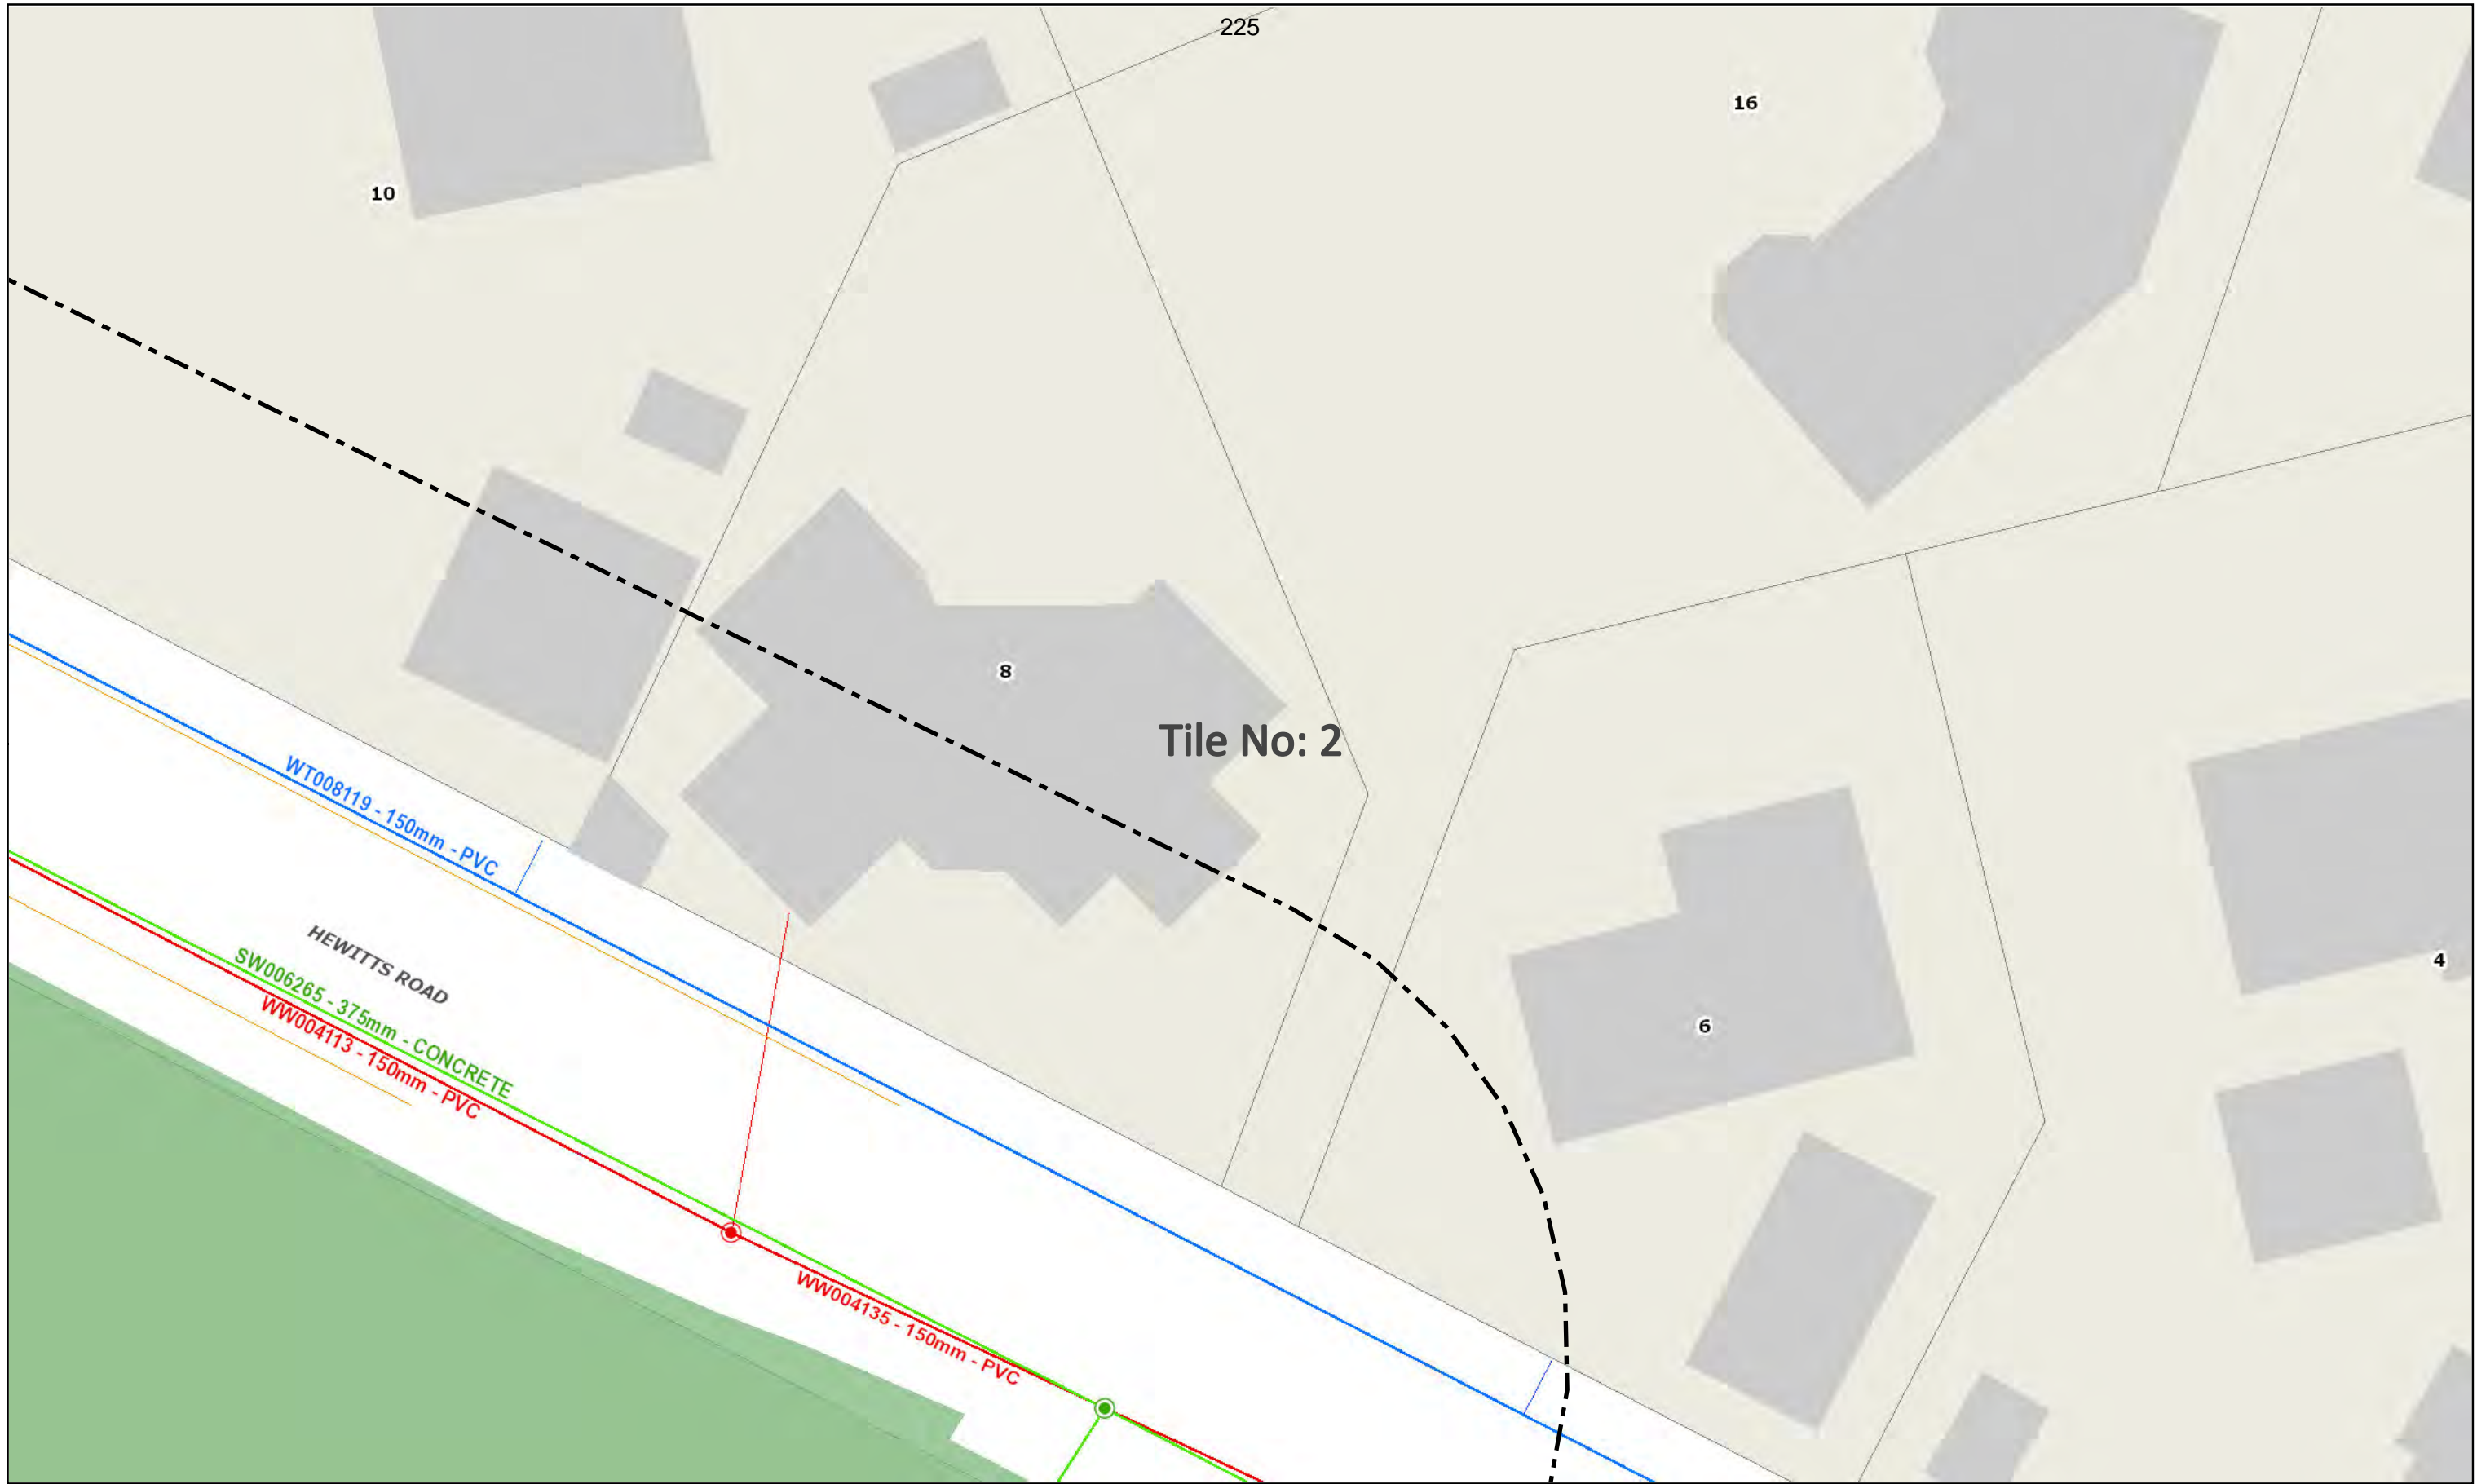 225
16
10
8
Tile No: 2
WT008119 - 150mm - PVC
HEWITTS ROAD
SW006265 - 375mm - CONCRETE
WW004113 - 150mm - PVC
4
6
WW004135 - 150mm - PVC